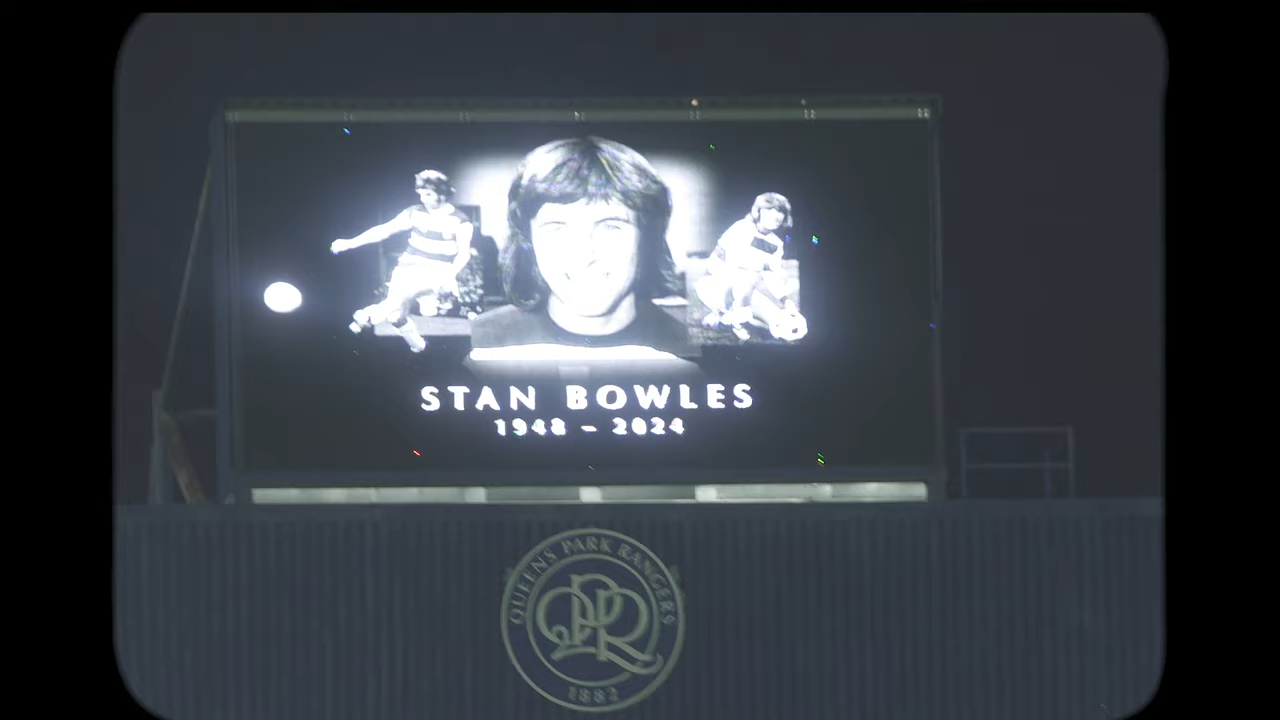 STAN BOWLES
1948 – 2024
QUEENS PARK RANGERS
QPR
1882